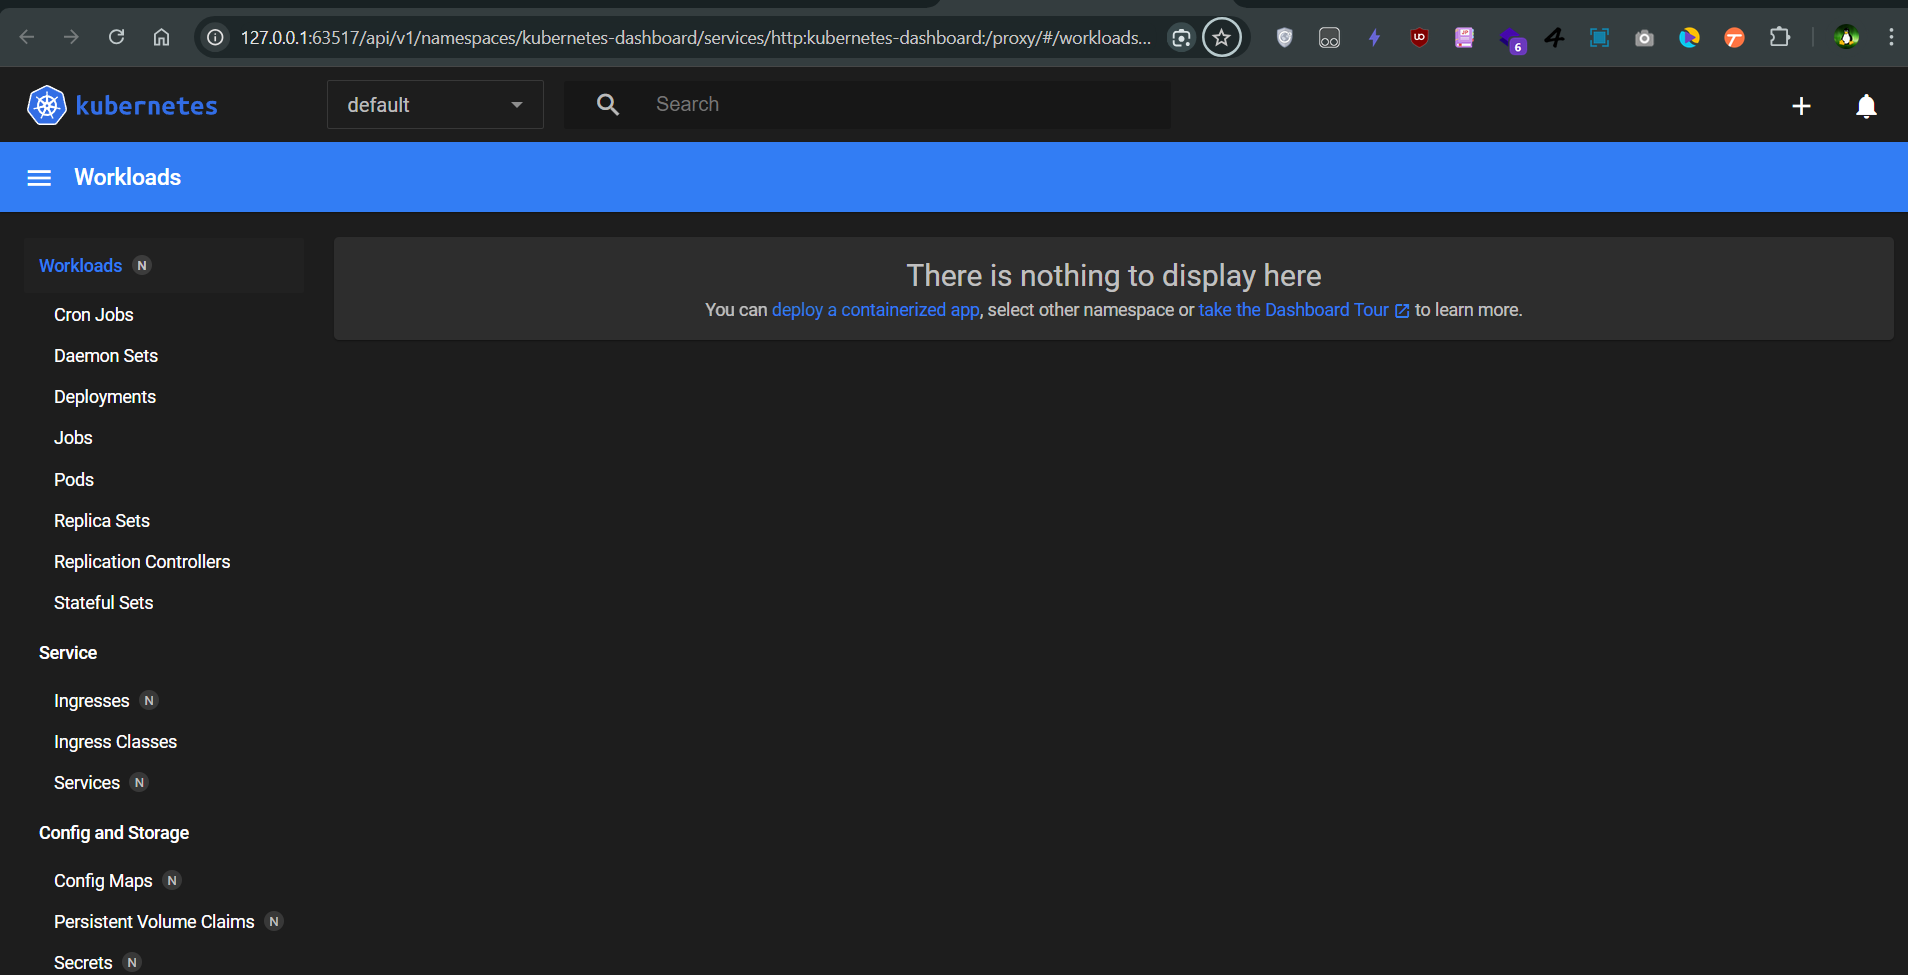 127.0.0.1:63517/api/v1/namespaces/kubernetes-dashboard/services/http:kubernetes-dashboard:/proxy/#/workloads...
6
kubernetes
default
Search
Workloads
Workloads N
There is nothing to display here
You can deploy a containerized app, select other namespace or take the Dashboard Tour to learn more.
Cron Jobs
Daemon Sets
Deployments
Jobs
Pods
Replica Sets
Replication Controllers
Stateful Sets
Service
Ingresses N
Ingress Classes
Services N
Config and Storage
Config Maps N
Persistent Volume Claims N
Secrets N